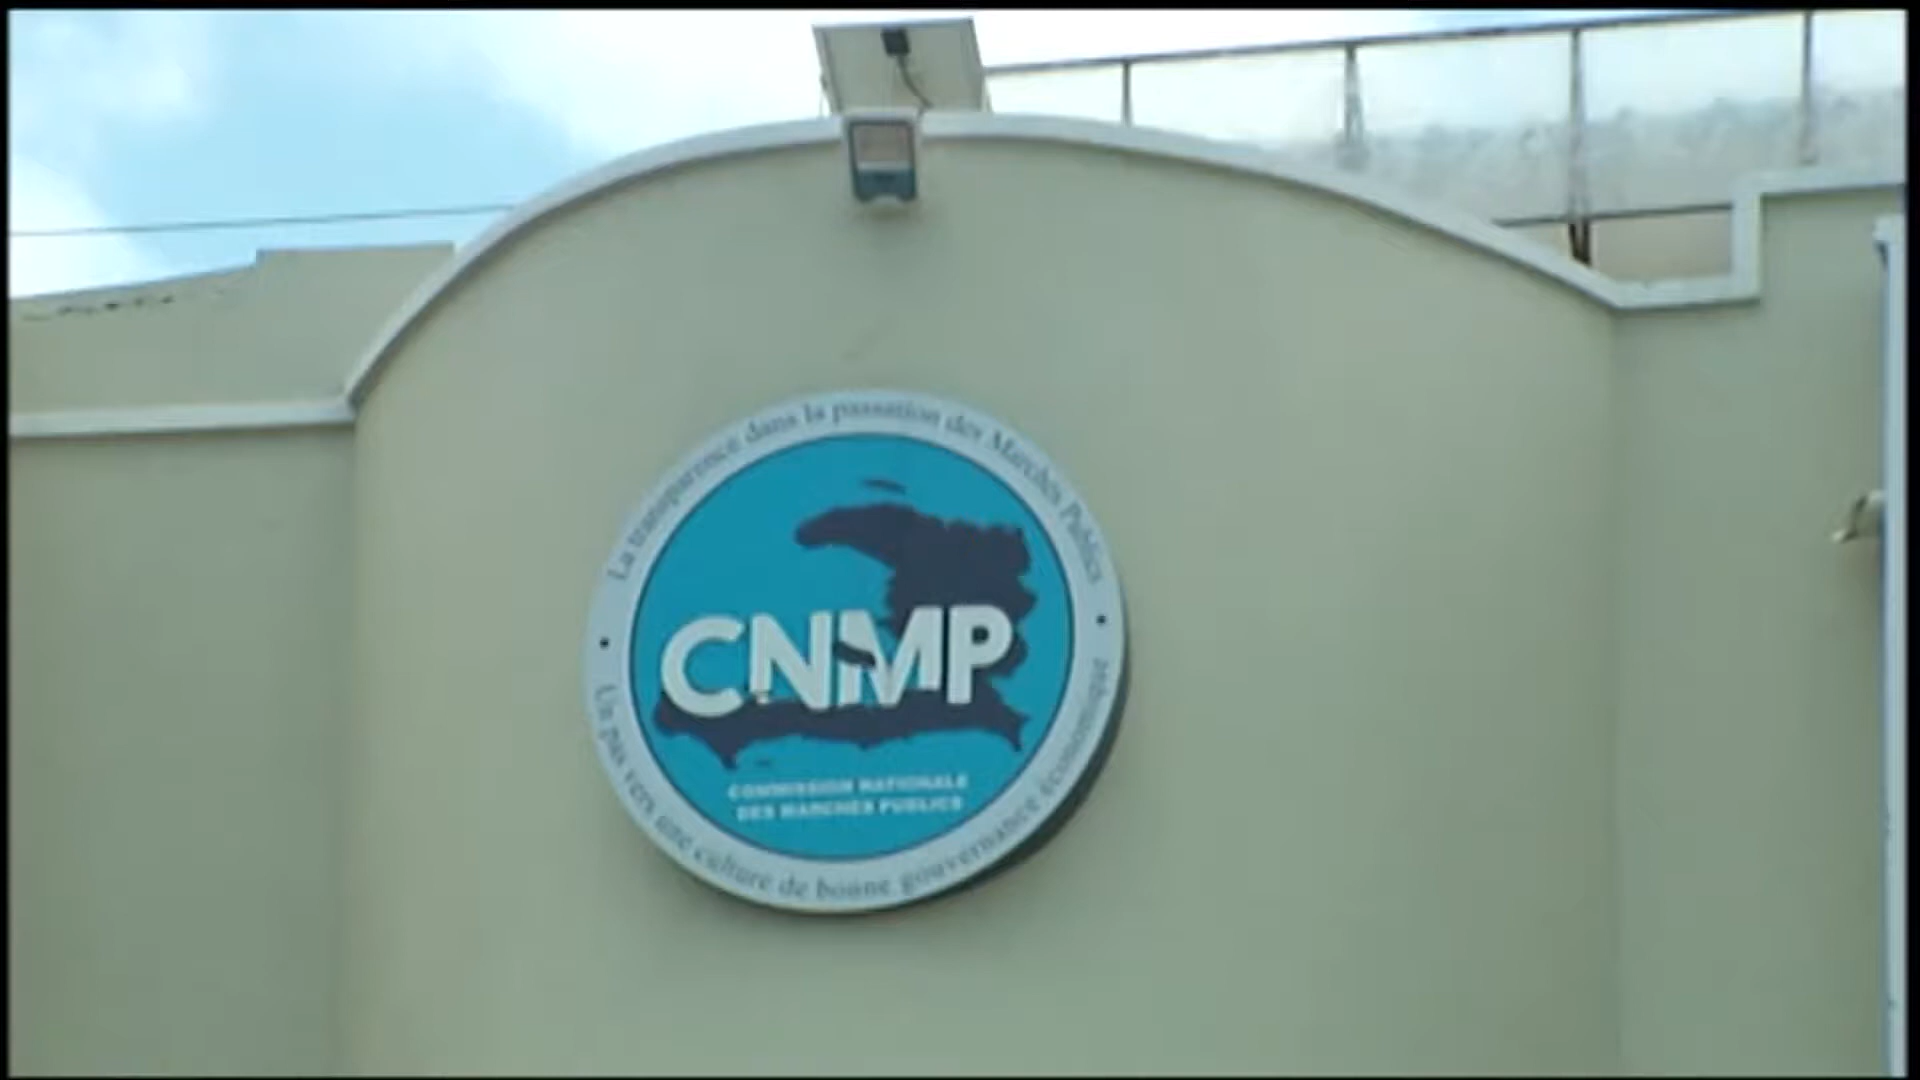 La transparence dans la passation des Marchés Publics
CNMP
COMMISSION NATIONALE
DES MARCHÉS PUBLICS
Un pas vers une culture de bonne gouvernance économique